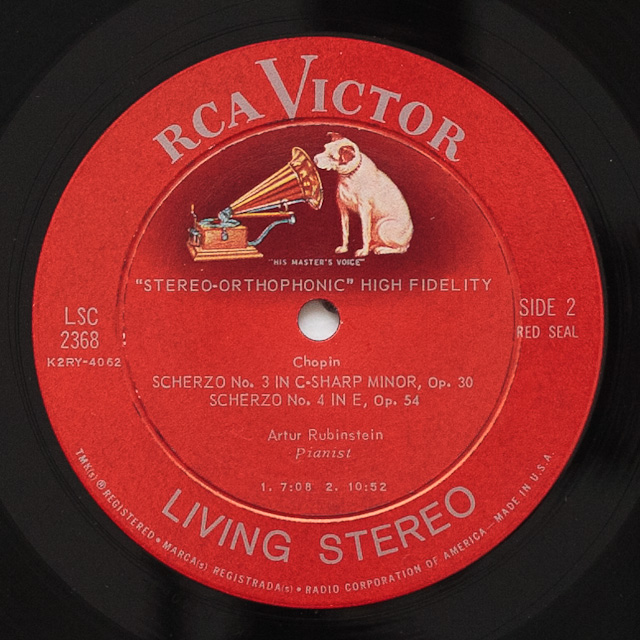 RCA VICTOR
"HIS MASTER'S VOICE"
"STEREO-ORTHOPHONIC" HIGH FIDELITY
LSC
2368
K2RY-4062
SIDE 2
RED SEAL
Chopin
SCHERZO No. 3 IN C-SHARP MINOR, Op. 30
SCHERZO No. 4 IN E, Op. 54
Artur Rubinstein
Pianist
1. 7:08 2. 10:52
LIVING STEREO
TMK(s) ® REGISTERED • MARCA(s) REGISTRADA(s) • RADIO CORPORATION OF AMERICA—MADE IN U.S.A.